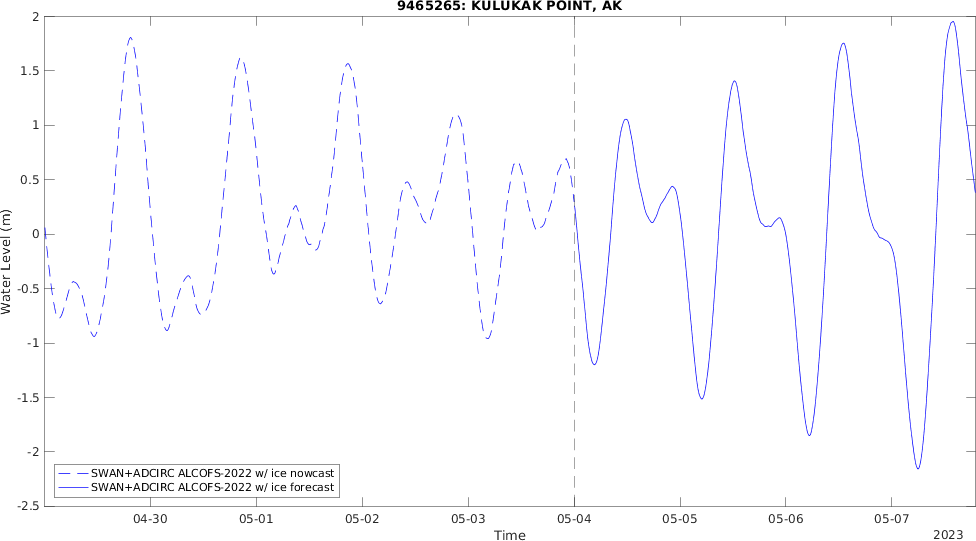 9465265: KULUKAK POINT, AK
2
1.5
1
0.5
0
-0.5
-1
-1.5
-2
-2.5
Water Level (m)
SWAN+ADCIRC ALCOFS-2022 w/ ice nowcast
SWAN+ADCIRC ALCOFS-2022 w/ ice forecast
04-30 05-01 05-02 05-03 05-04 05-05 05-06 05-07
Time
2023